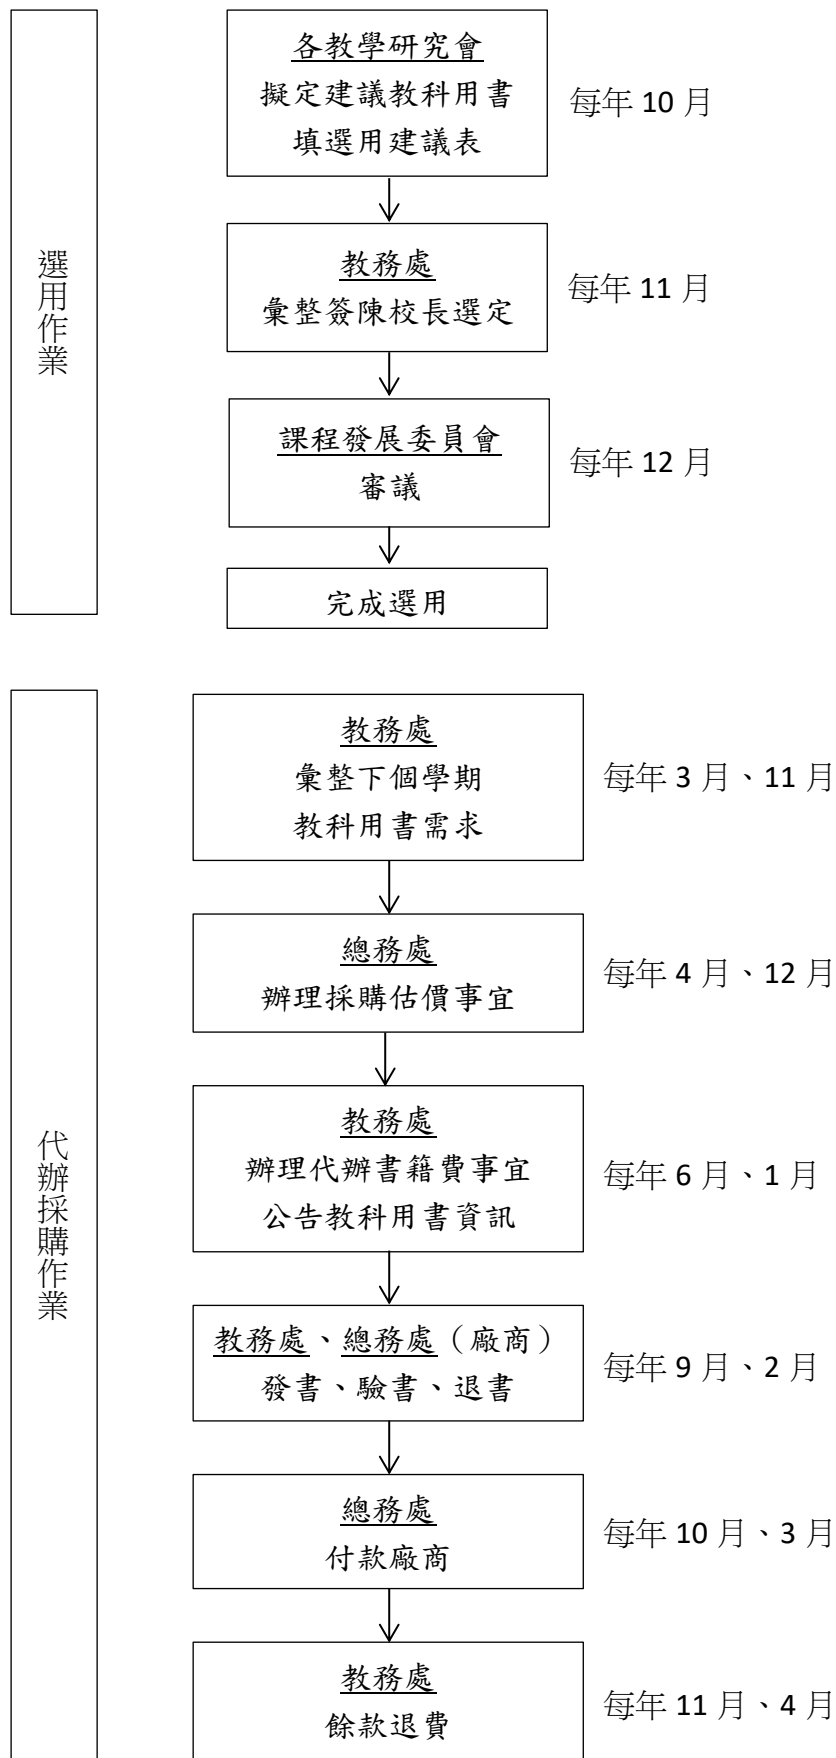 選用作業
各教學研究會
擬定建議教科用書
填選用建議表
每年 10 月
教務處
彙整簽陳校長選定
每年 11 月
課程發展委員會
審議
每年 12 月
完成選用
代辦採購作業
教務處
彙整下個學期
教科用書需求
每年 3 月、11 月
總務處
辦理採購估價事宜
每年 4 月、12 月
教務處
辦理代辦書籍費事宜
公告教科用書資訊
每年 6 月、1 月
教務處、總務處（廠商）
發書、驗書、退書
每年 9 月、2 月
總務處
付款廠商
每年 10 月、3 月
教務處
餘款退費
每年 11 月、4 月